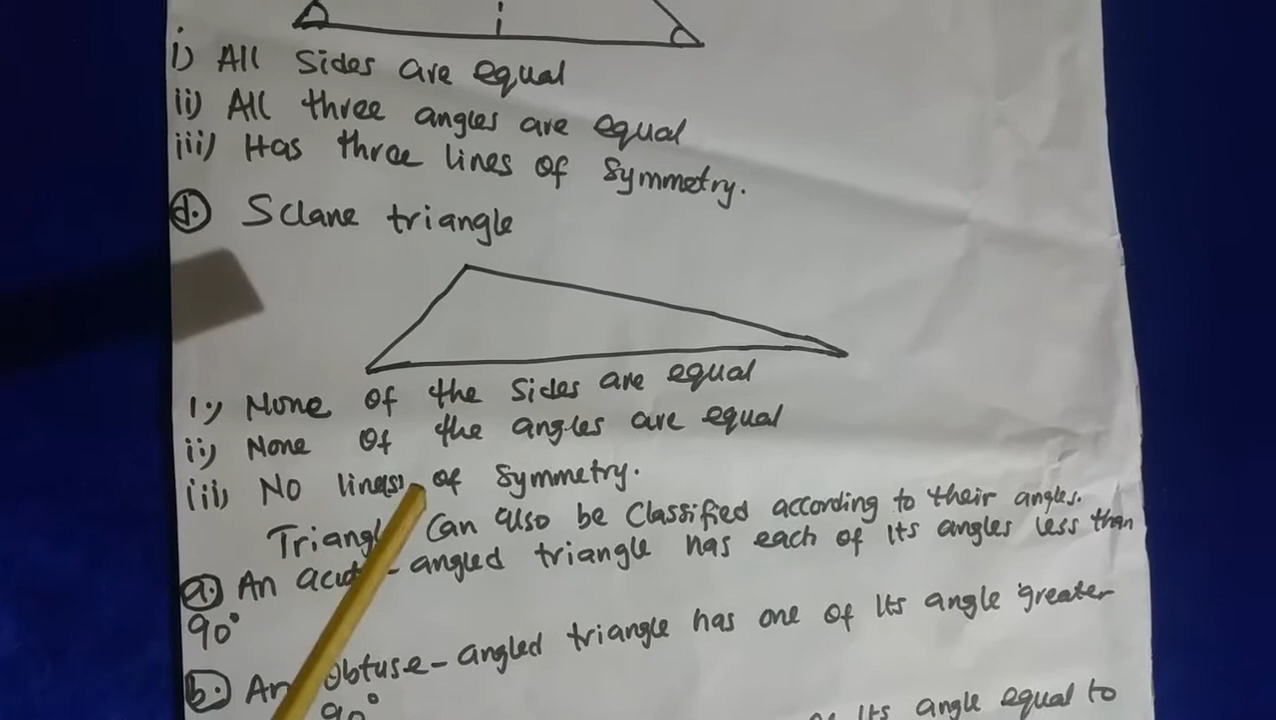 i) All Sides are equal
ii) All three angles are equal
iii) Has three lines of Symmetry.
d. Sclane triangle
i) None of the Sides are equal
ii) None of the angles are equal
iii) No lines of Symmetry.
Can also be Classified according to their angles.
a. An angled triangle has each of Its angles less than
90°
b. Obtuse-angled triangle has one of Its angle greater
90°
Its angle equal to